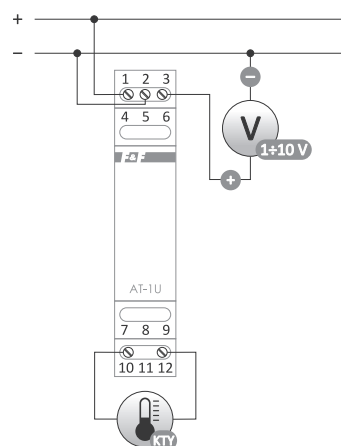 +
−
1 2 3
4 5 6
−
V
1÷10 V
F&F
+
AT-1U
7 8 9
10 11 12
KTY